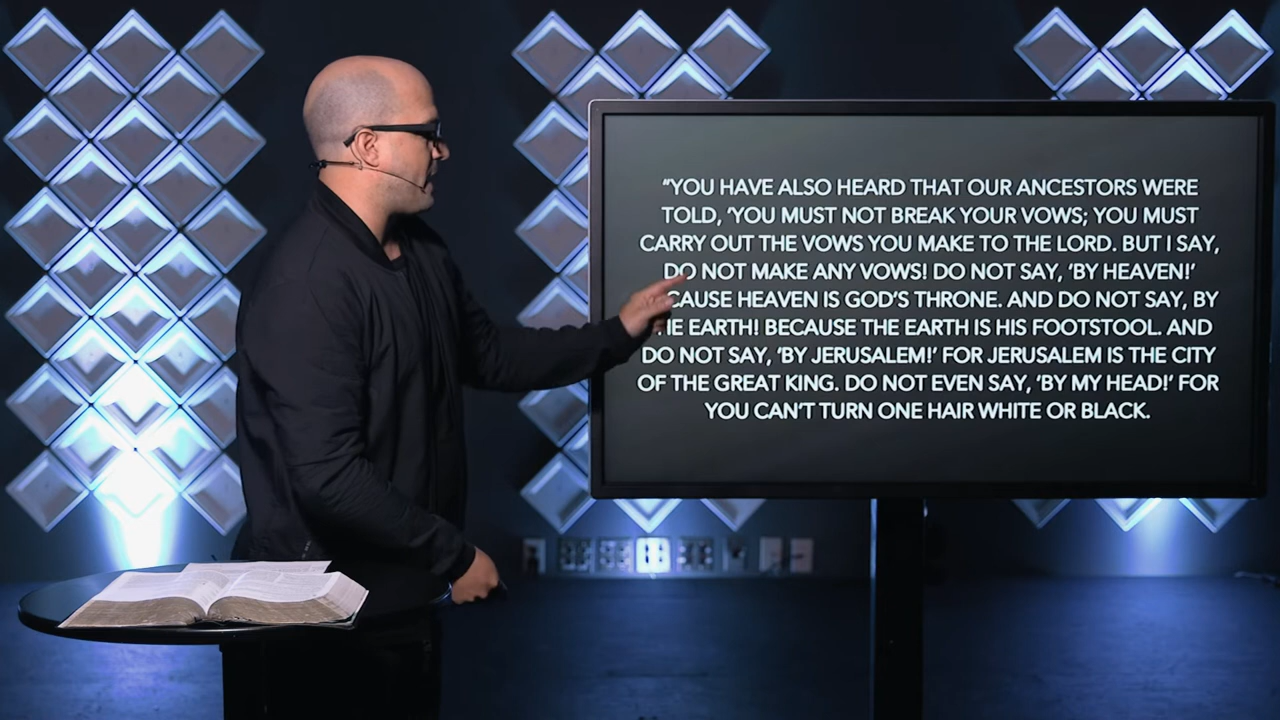 “YOU HAVE ALSO HEARD THAT OUR ANCESTORS WERE
TOLD, ‘YOU MUST NOT BREAK YOUR VOWS; YOU MUST
CARRY OUT THE VOWS YOU MAKE TO THE LORD. BUT I SAY,
DO NOT MAKE ANY VOWS! DO NOT SAY, ‘BY HEAVEN!’
CAUSE HEAVEN IS GOD’S THRONE. AND DO NOT SAY, BY
EARTH! BECAUSE THE EARTH IS HIS FOOTSTOOL. AND
DO NOT SAY, ‘BY JERUSALEM!’ FOR JERUSALEM IS THE CITY
OF THE GREAT KING. DO NOT EVEN SAY, ‘BY MY HEAD!’ FOR
YOU CAN’T TURN ONE HAIR WHITE OR BLACK.